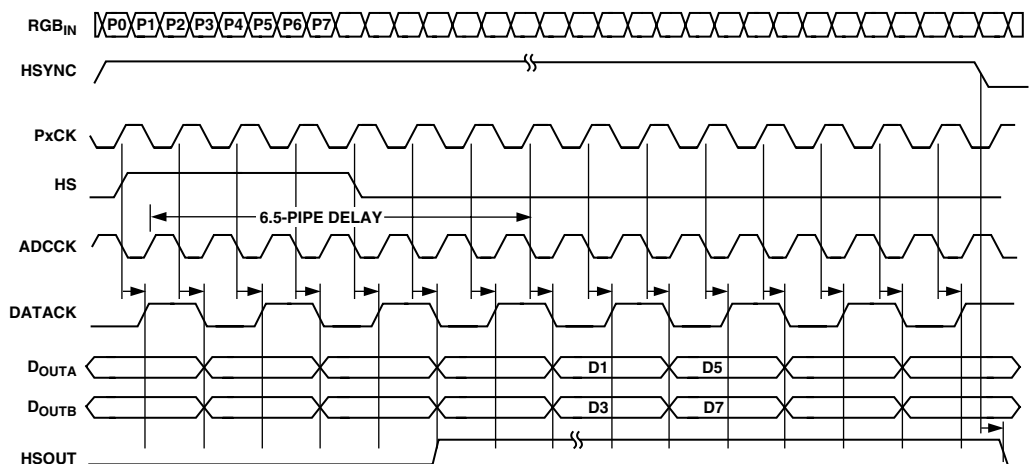 RGBIN P0 P1 P2 P3 P4 P5 P6 P7
HSYNC
PxCK
HS
6.5-PIPE DELAY
ADCCK
DATACK
DOUTA D1 D5
DOUTB D3 D7
HSOUT